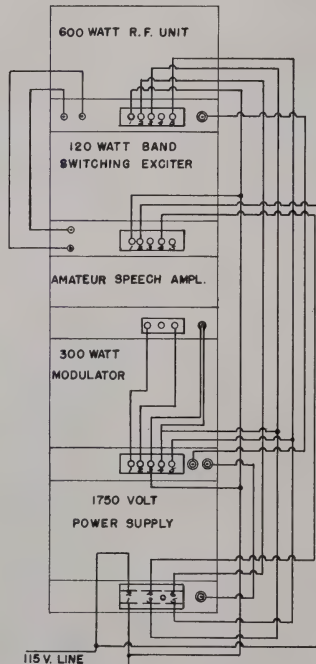 600 WATT R.F. UNIT
120 WATT BAND
SWITCHING EXCITER
AMATEUR SPEECH AMPL.
300 WATT
MODULATOR
1750 VOLT
POWER SUPPLY
115 V. LINE